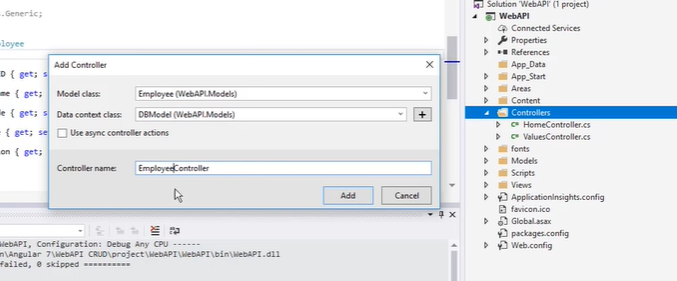 s.Generic;
ployee
ID { get; s
me { get;
e { get; se
ion { get;
Add Controller
Model class:
Employee (WebAPI.Models)
Data context class:
DBModel (WebAPI.Models)
+
Use async controller actions
Controller name:
EmployeeController
Add
Cancel
WebAPI, Configuration: Debug Any CPU ------
\Angular 7\WebAPI CRUD\project\WebAPI\WebAPI\bin\WebAPI.dll
failed, 0 skipped ==========
Solution 'WebAPI' (1 project)
WebAPI
Connected Services
Properties
References
App_Data
App_Start
Areas
Content
Controllers
HomeController.cs
ValuesController.cs
fonts
Models
Scripts
Views
ApplicationInsights.config
favicon.ico
Global.asax
packages.config
Web.config